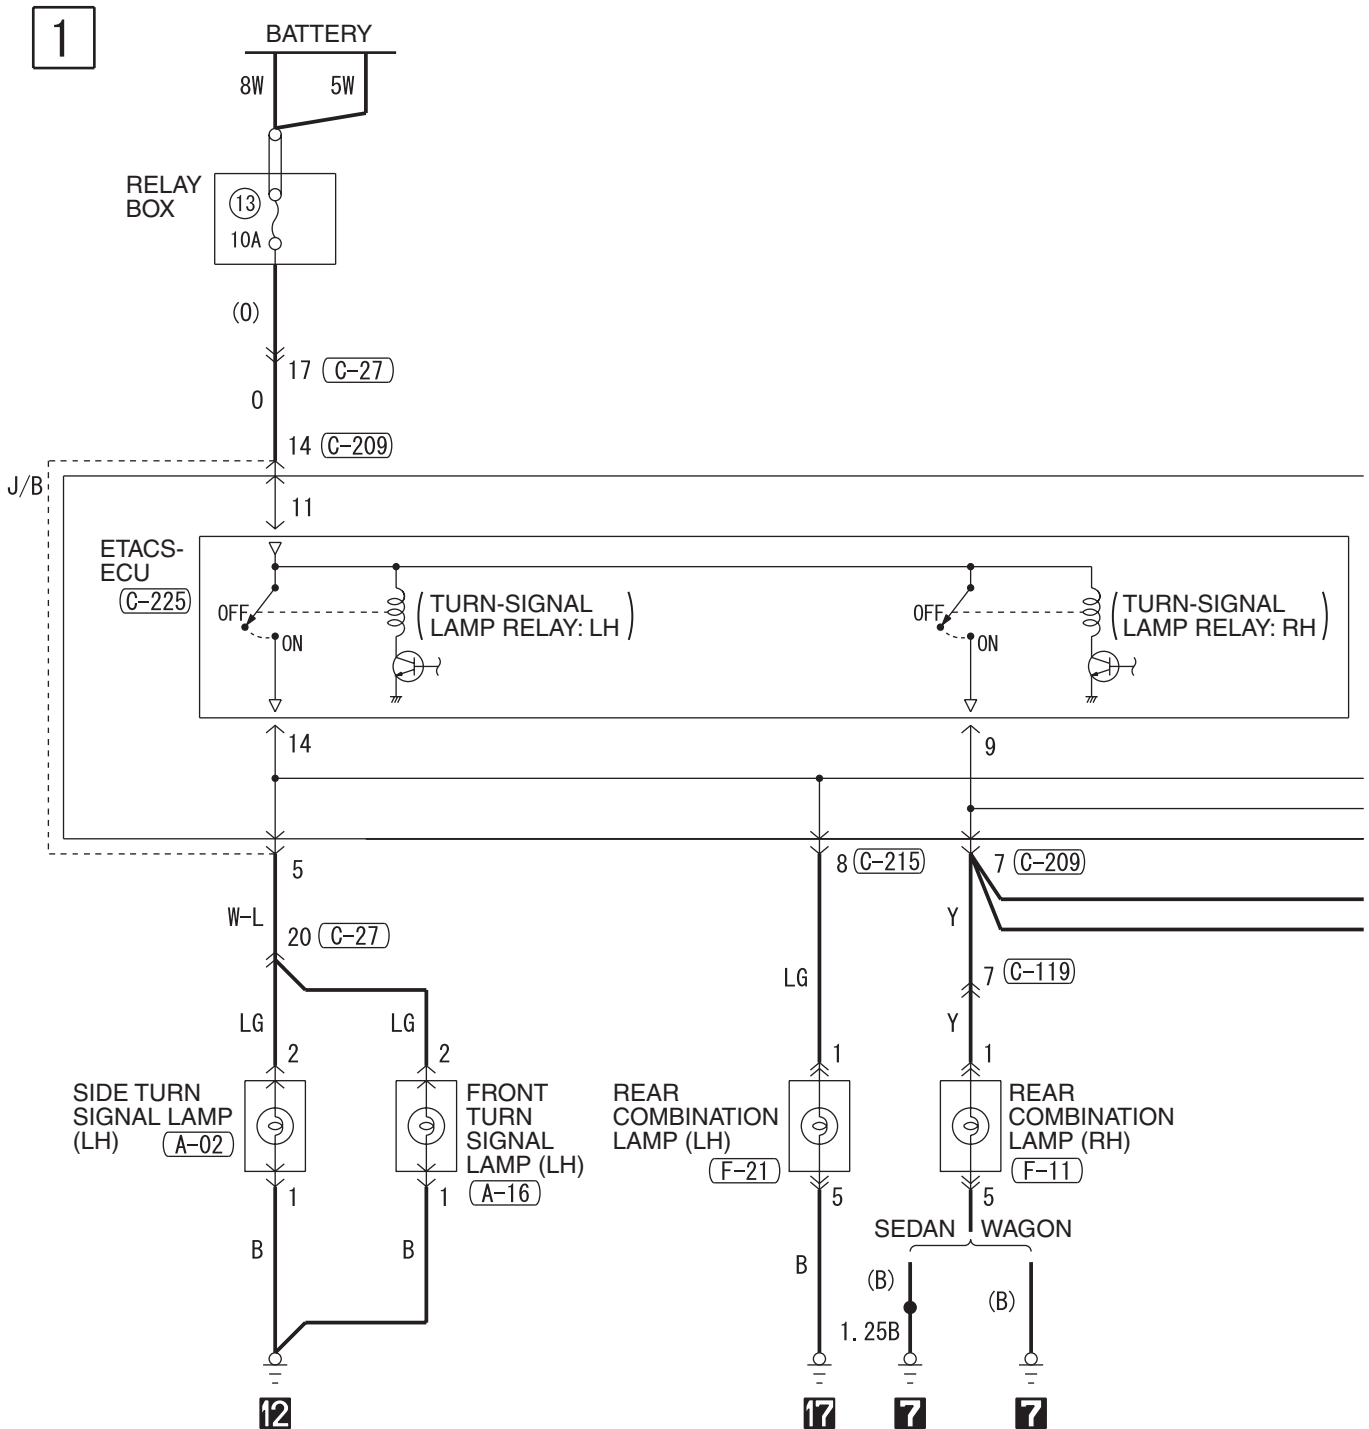 1
BATTERY
8W
5W
RELAY
BOX
13
10A
(O)
17 C-27
O
14 C-209
J/B
11
ETACS-
ECU
C-225
OFF
ON
(TURN-SIGNAL
LAMP RELAY: LH)
OFF
ON
(TURN-SIGNAL
LAMP RELAY: RH)
14
9
5
8 C-215
7 C-209
W-L
20 C-27
Y
7 C-119
LG
LG
LG
Y
2
2
1
1
SIDE TURN
SIGNAL LAMP
(LH) A-02
FRONT
TURN
SIGNAL
LAMP (LH)
A-16
REAR
COMBINATION
LAMP (LH)
F-21
REAR
COMBINATION
LAMP (RH)
F-11
1
1
5
5
SEDAN
WAGON
B
B
B
(B)
(B)
1.25B
12
17
7
7